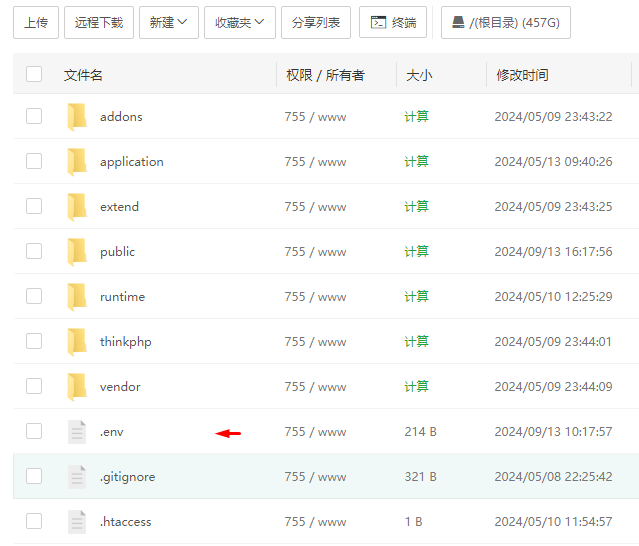 上传 远程下载 新建 收藏夹 分享列表 终端 /(根目录) (457G)
文件名 权限 / 所有者 大小 修改时间
addons 755 / www 计算 2024/05/09 23:43:22
application 755 / www 计算 2024/05/13 09:40:26
extend 755 / www 计算 2024/05/09 23:43:25
public 755 / www 计算 2024/09/13 16:17:56
runtime 755 / www 计算 2024/05/10 12:25:29
thinkphp 755 / www 计算 2024/05/09 23:44:01
vendor 755 / www 计算 2024/05/09 23:44:09
.env 755 / www 214 B 2024/09/13 10:17:57
.gitignore 755 / www 321 B 2024/05/08 22:25:42
.htaccess 755 / www 1 B 2024/05/10 11:54:57